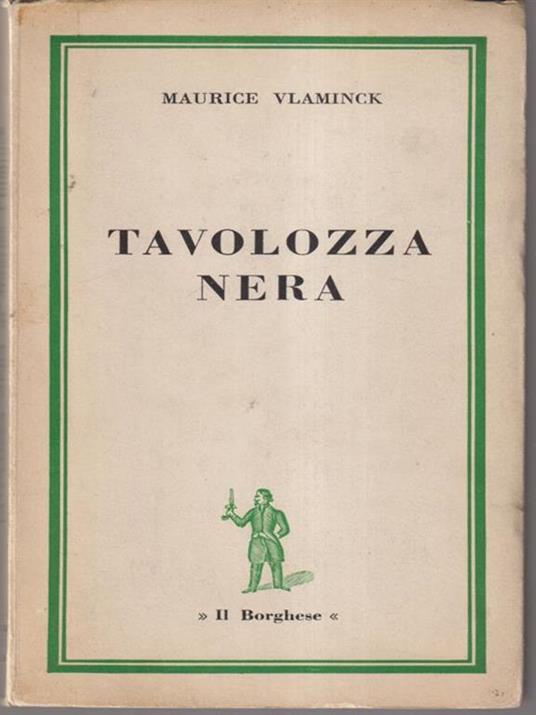 MAURICE VLAMINCK
TAVOLOZZA
NERA
» Il Borghese «